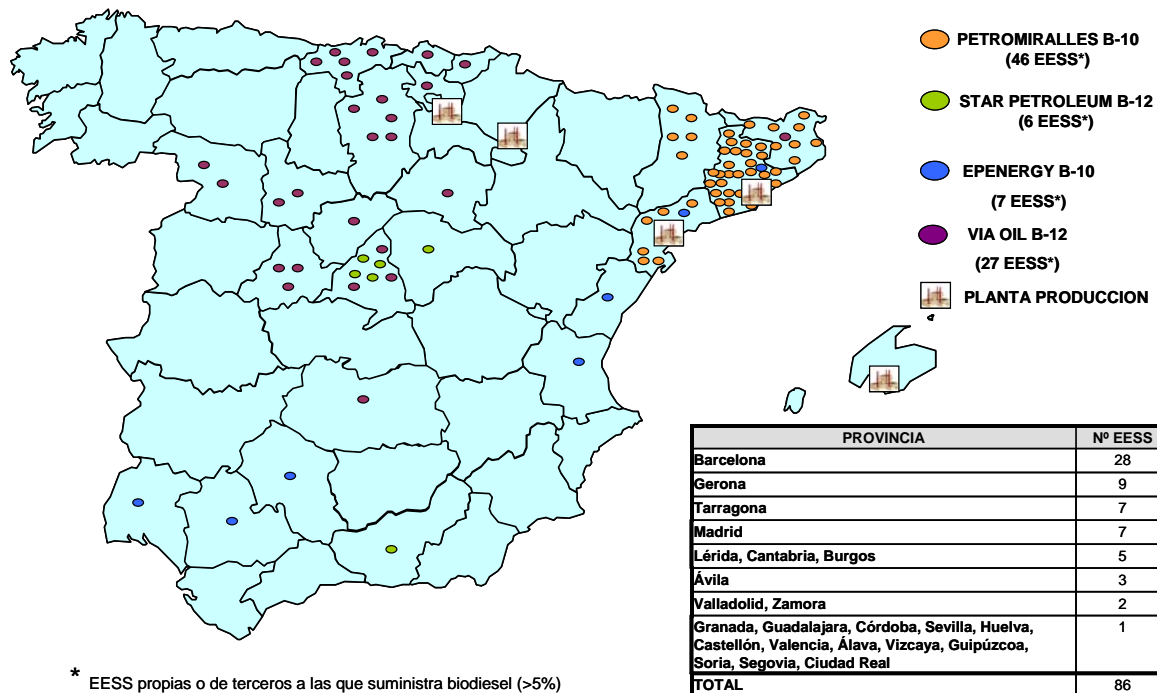 PETROMIRALLES B-10
(46 EESS*)
STAR PETROLEUM B-12
(6 EESS*)
EPENERGY B-10
(7 EESS*)
VIA OIL B-12
(27 EESS*)
PLANTA PRODUCCION
PROVINCIA Nº EESS
Barcelona 28
Gerona 9
Tarragona 7
Madrid 7
Lérida, Cantabria, Burgos 5
Ávila 3
Valladolid, Zamora 2
Granada, Guadalajara, Córdoba, Sevilla, Huelva, 1
Castellón, Valencia, Álava, Vizcaya, Guipúzcoa,
Soria, Segovia, Ciudad Real
TOTAL 86
* EESS propias o de terceros a las que suministra biodiesel (>5%)